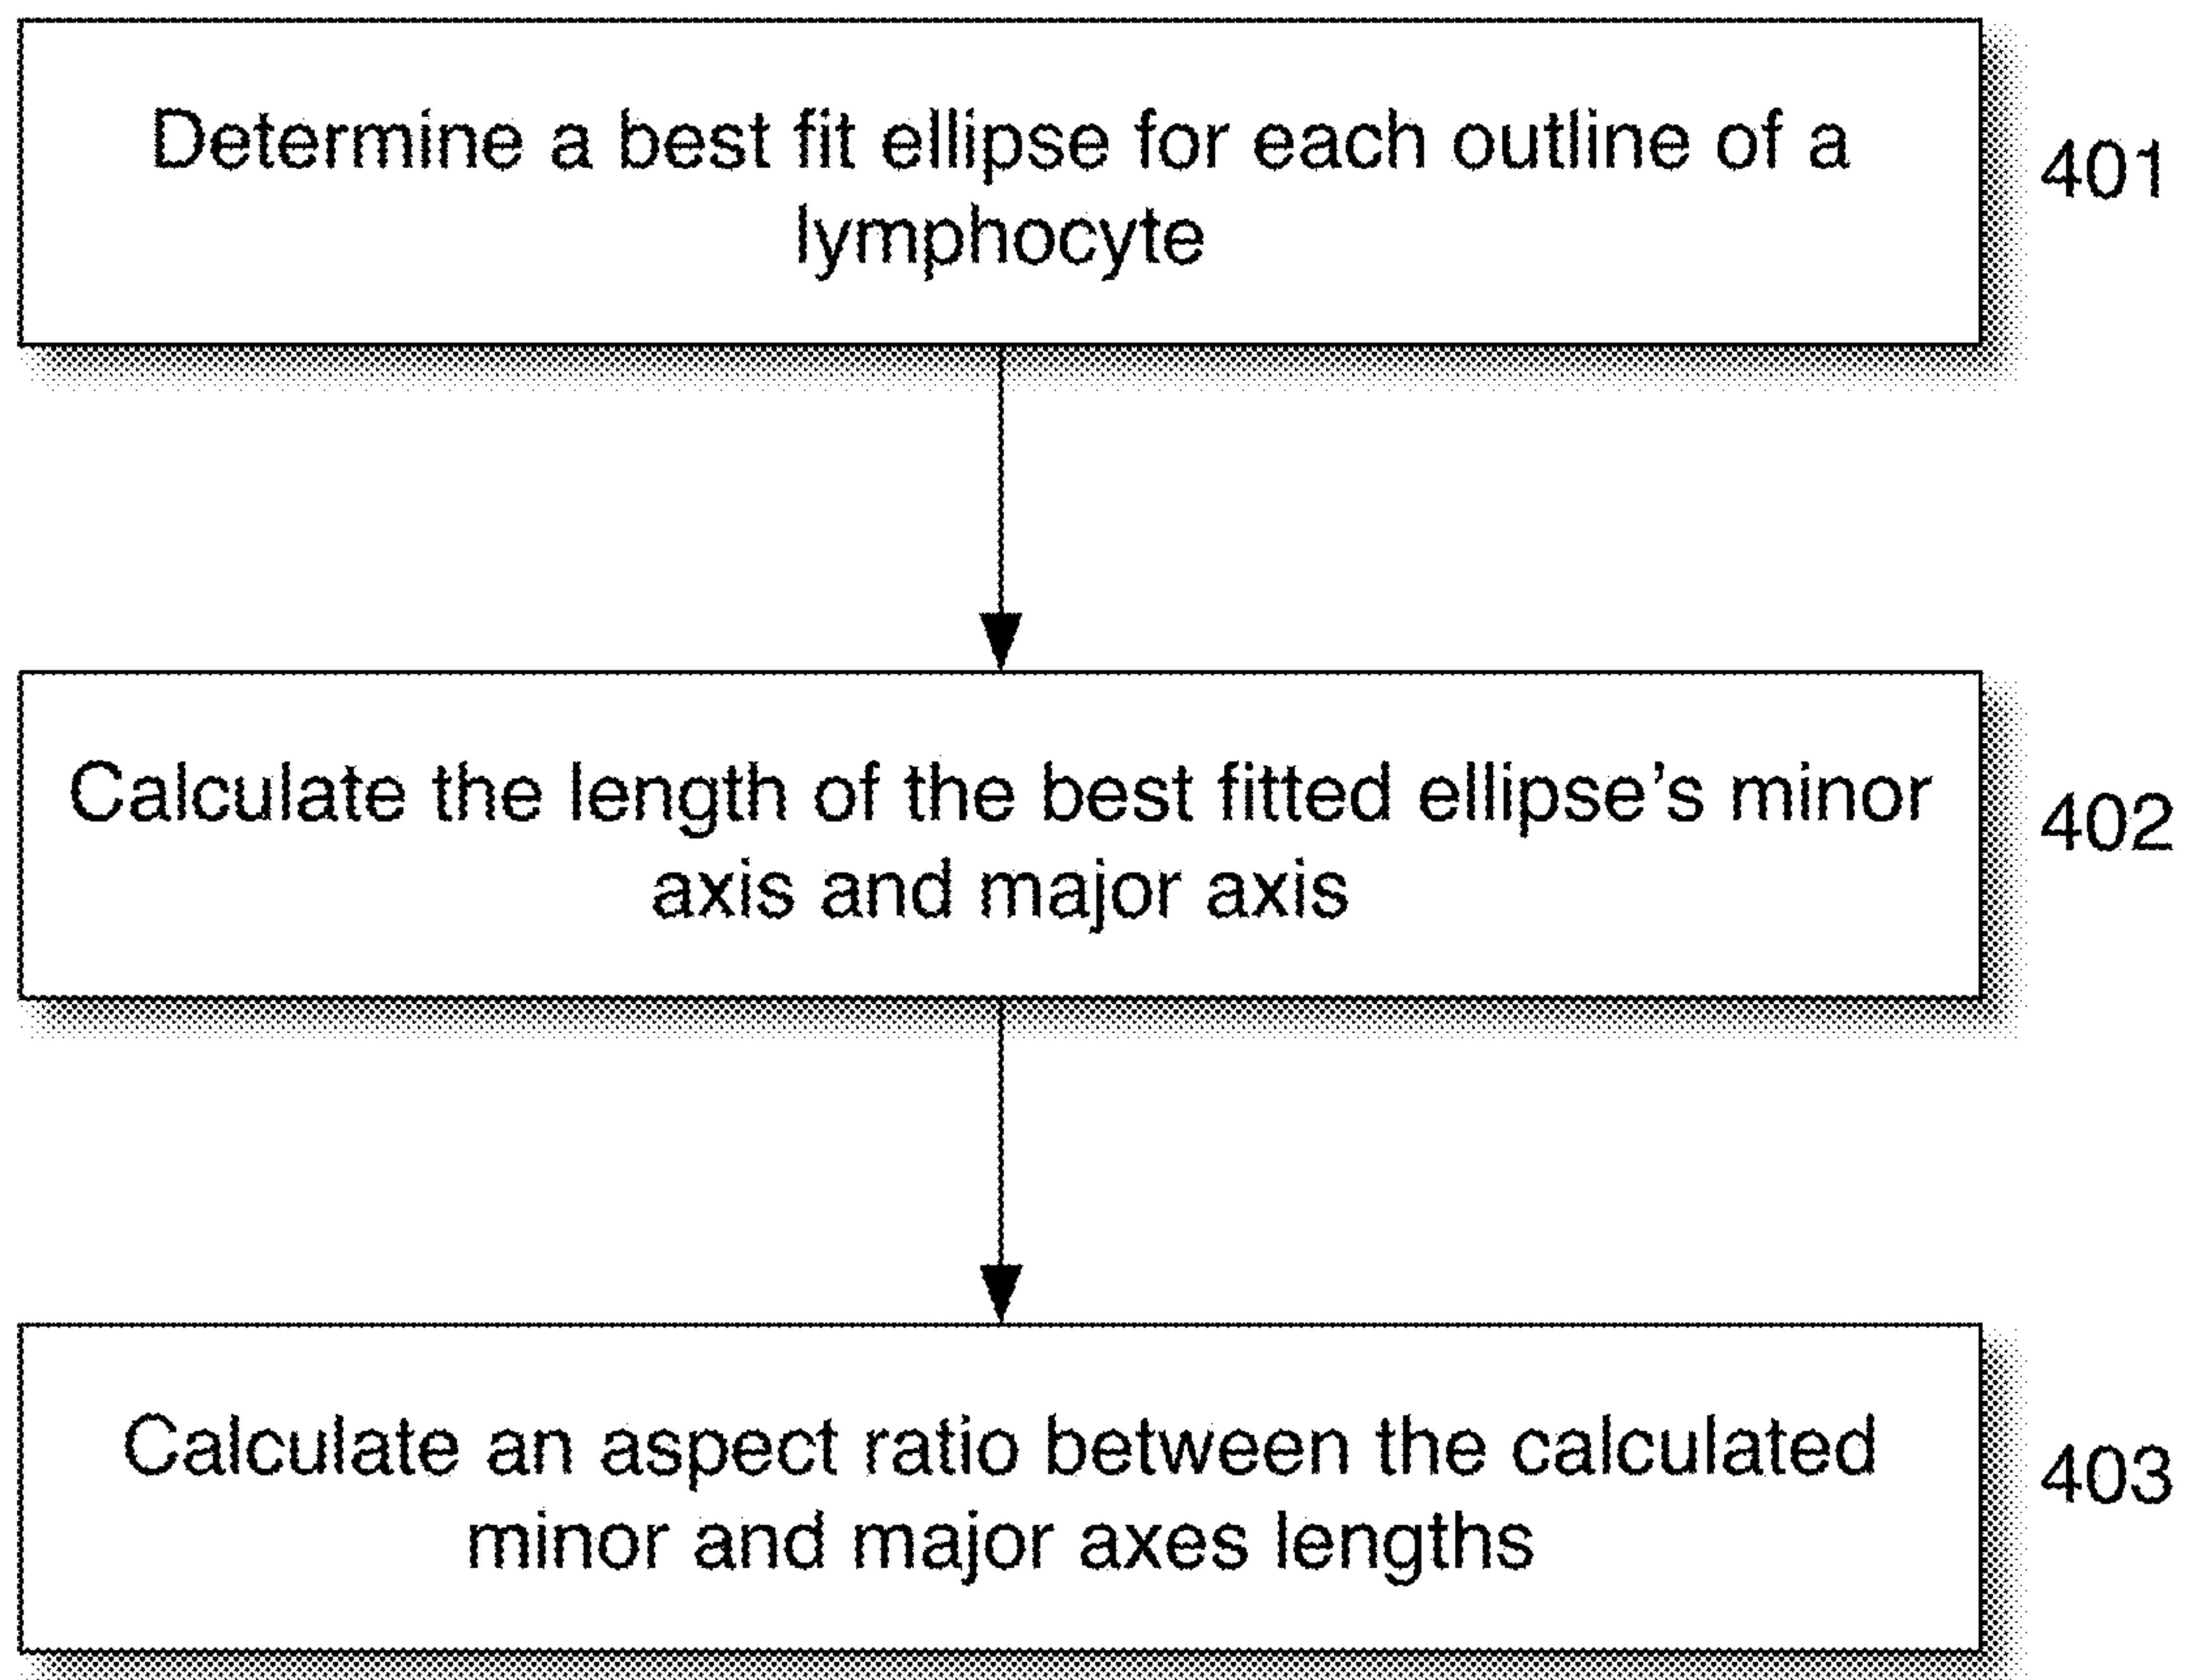 Determine a best fit ellipse for each outline of a
lymphocyte
401
Calculate the length of the best fitted ellipse’s minor
axis and major axis
402
Calculate an aspect ratio between the calculated
minor and major axes lengths
403